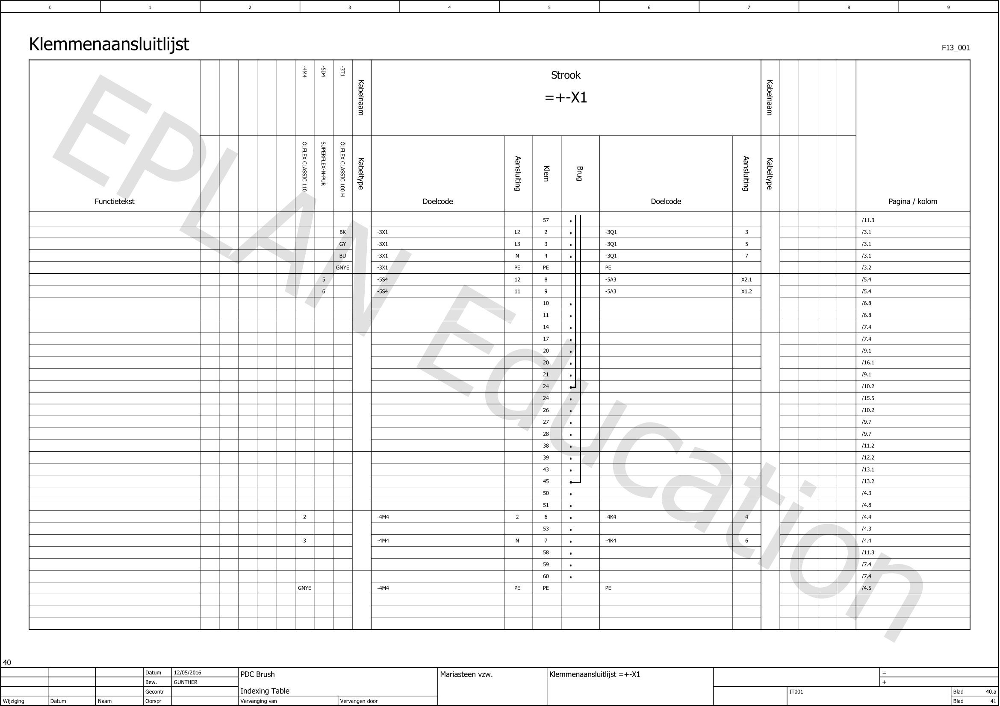 0 1 2 3 4 5 6 7 8 9
Klemmenaansluitlijst
F13_001
-4M4 -5D4 -3T1 Kabelnaam Strook Kabelnaam
=+-X1
ÖLFLEX CLASSIC 110 SUPERFLEX-N-PUR ÖLFLEX CLASSIC 100 H Kabeltype Aansluiting Klem Brug Aansluiting Kabeltype
Functietekst Doelcode Doelcode Pagina / kolom
57 /11.3
BK -3X1 L2 2 -3Q1 3 /3.1
GY -3X1 L3 3 -3Q1 5 /3.1
BU -3X1 N 4 -3Q1 7 /3.1
GNYE -3X1 PE PE PE /3.2
5 -5S4 12 8 -5A3 X2.1 /5.4
6 -5S4 11 9 -5A3 X1.2 /5.4
10 /6.8
11 /6.8
14 /7.4
17 /7.4
20 /9.1
20 /16.1
21 /9.1
24 /10.2
24 /15.5
26 /10.2
27 /9.7
28 /9.7
38 /11.2
39 /12.2
43 /13.1
45 /13.2
50 /4.3
51 /4.8
2 -4M4 2 6 -4K4 4 /4.4
53 /4.3
3 -4M4 N 7 -4K4 6 /4.4
58 /11.3
59 /7.4
60 /7.4
GNYE -4M4 PE PE PE /4.5
EPLAN Education
40
Datum 12/05/2016 PDC Brush Mariasteen vzw. Klemmenaansluitlijst =+-X1 =
Bew. GUNTHER +
Gecontr Indexing Table IT001 Blad 40.a
Wijziging Datum Naam Oorspr Vervanging van Vervangen door Blad 41